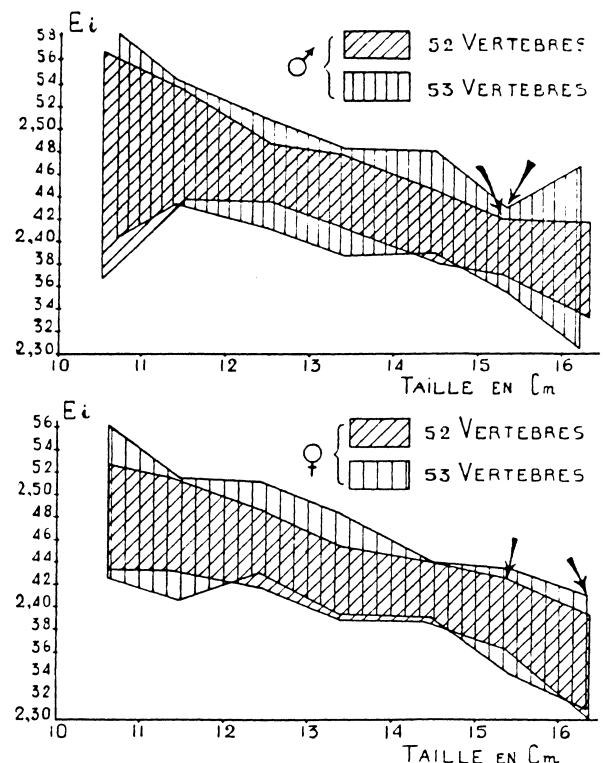 Ei
♂ 52 VERTEBRES
53 VERTEBRES
58
56
54
52
2,50
48
46
44
42
2,40
38
36
34
32
2,30
10 11 12 13 14 15 16
TAILLE EN Cm
Ei
♀ 52 VERTEBRES
53 VERTEBRES
56
54
52
2,50
48
46
44
42
2,40
38
36
34
32
2,30
10 11 12 13 14 15 16
TAILLE EN Cm